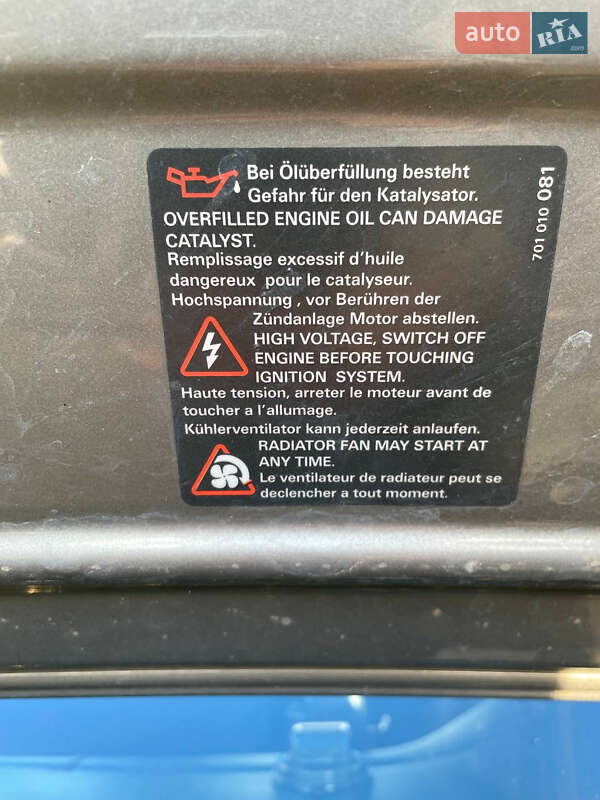 auto RIA.com
Bei Ölüberfüllung besteht
Gefahr für den Katalysator.
OVERFILLED ENGINE OIL CAN DAMAGE
CATALYST.
Remplissage excessif d'huile
dangereux pour le catalyseur.
Hochspannung , vor Berühren der
Zündanlage Motor abstellen.
HIGH VOLTAGE, SWITCH OFF
ENGINE BEFORE TOUCHING
IGNITION SYSTEM.
Haute tension, arreter le moteur avant de
toucher a l'allumage.
Kühlerventilator kann jederzeit anlaufen.
RADIATOR FAN MAY START AT
ANY TIME.
Le ventilateur de radiateur peut se
declencher a tout moment.
701 010 081